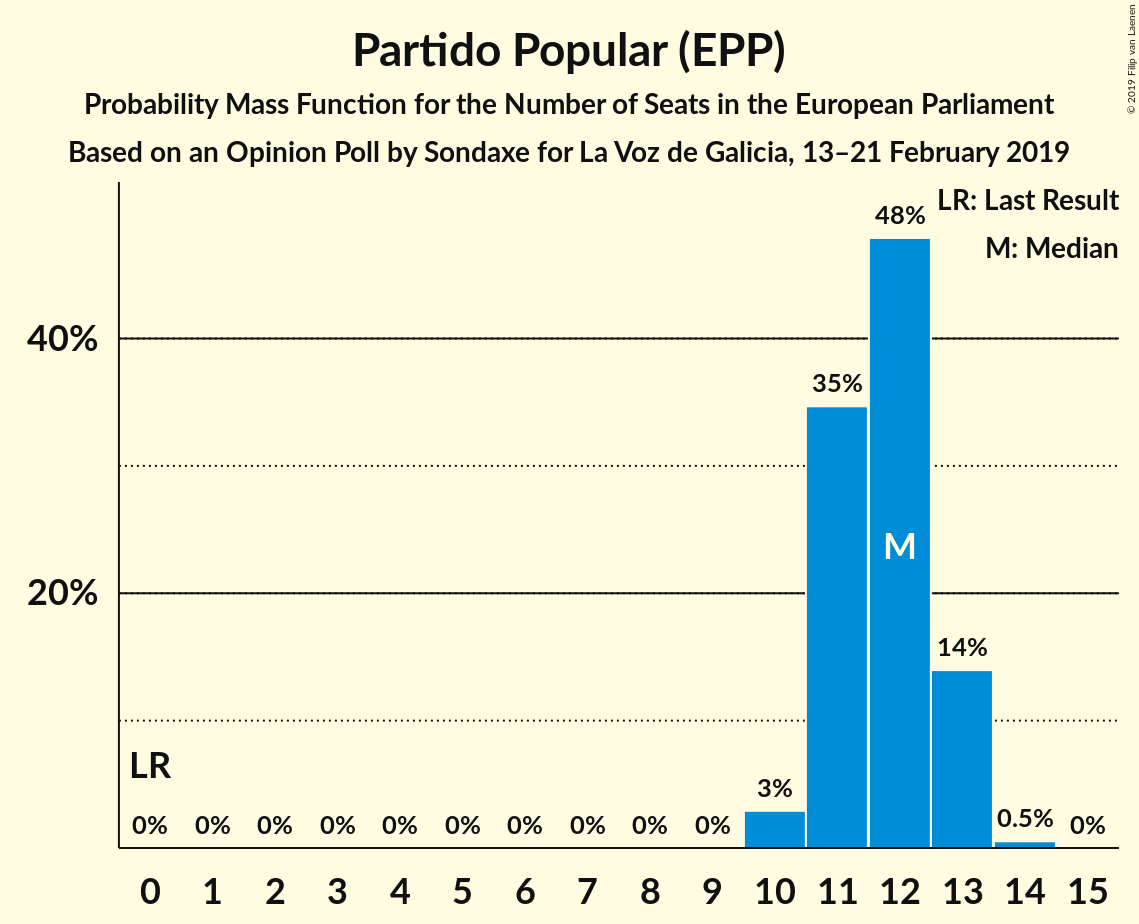 Partido Popular (EPP)
Probability Mass Function for the Number of Seats in the European Parliament
Based on an Opinion Poll by Sondaxe for La Voz de Galicia, 13–21 February 2019
© 2019 Filip van Laenen
LR: Last Result
M: Median
48%
40%
35%
M
20%
14%
LR
3%
0% 0% 0% 0% 0% 0% 0% 0% 0% 0% 0.5% 0%
0 1 2 3 4 5 6 7 8 9 10 11 12 13 14 15